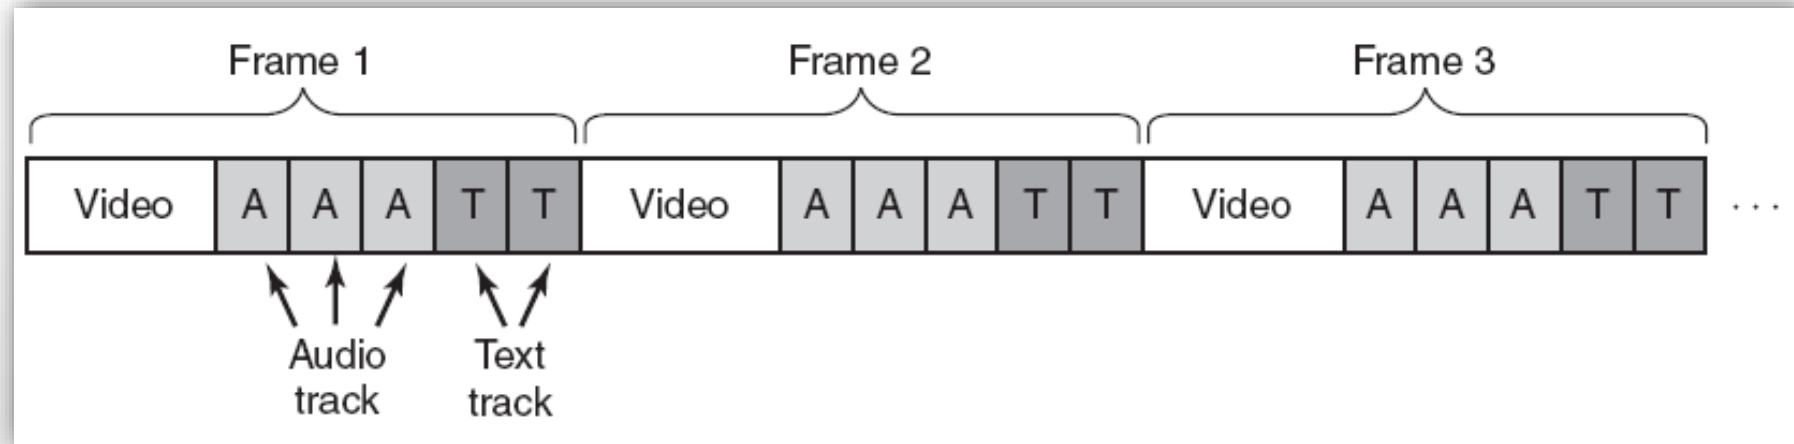 Frame 1 Frame 2 Frame 3
Video A A A T T Video A A A T T Video A A A T T . . .
Audio Text
track track